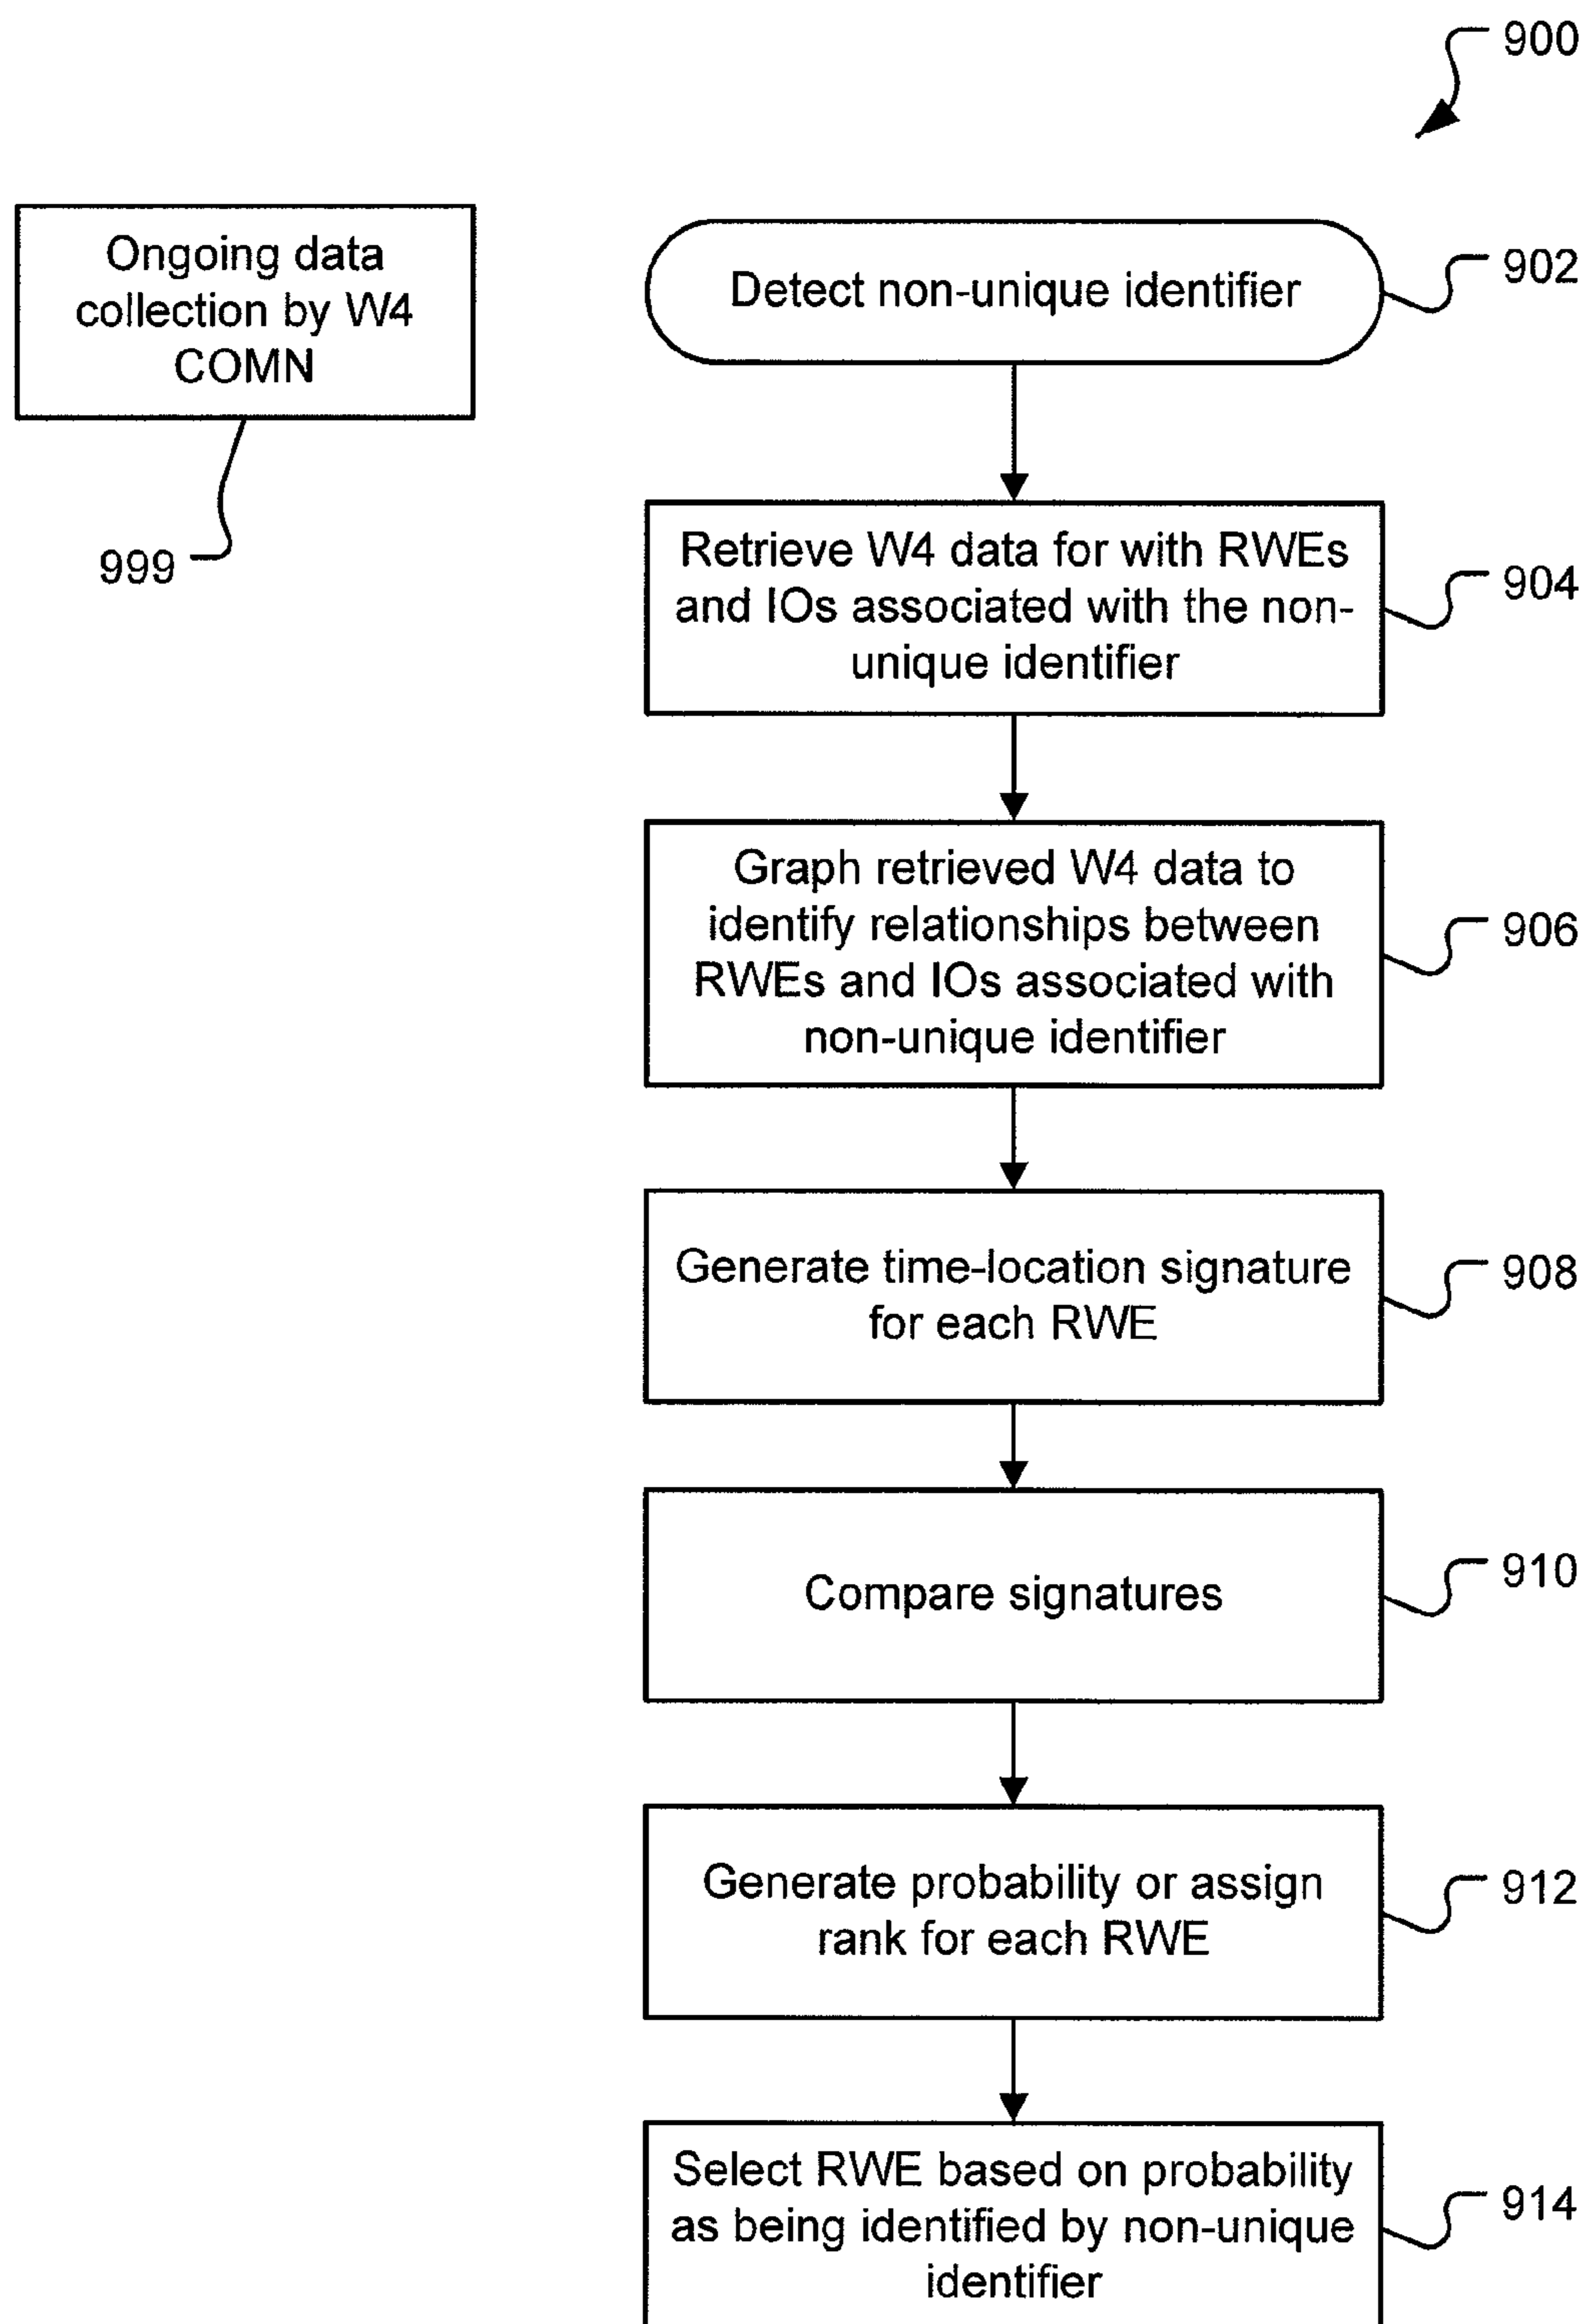 900
Ongoing data
collection by W4
COMN
999
Detect non-unique identifier
902
Retrieve W4 data for with RWEs
and IOs associated with the non-
unique identifier
904
Graph retrieved W4 data to
identify relationships between
RWEs and IOs associated with
non-unique identifier
906
Generate time-location signature
for each RWE
908
Compare signatures
910
Generate probability or assign
rank for each RWE
912
Select RWE based on probability
as being identified by non-unique
identifier
914